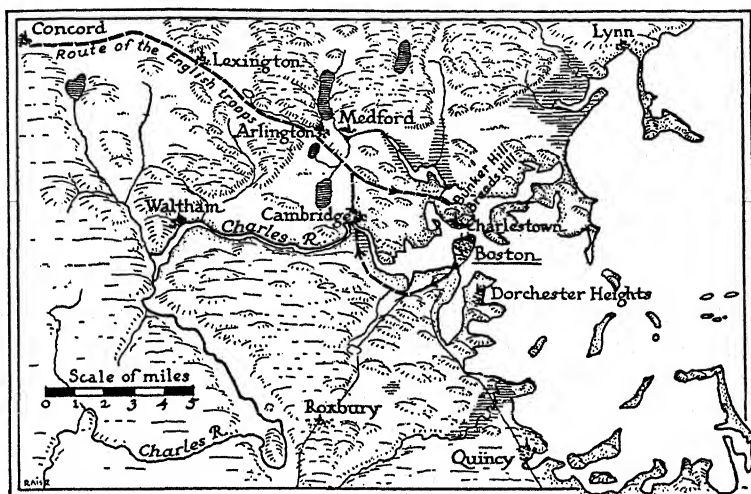 Concord
Route of the English troops
Lexington
Lynn
Arlington
Medford
Bunker Hill
Breeds Hill
Waltham
Cambridge
Charles R.
Charlestown
Boston
Dorchester Heights
Scale of miles
0 1 2 3 4 5
Roxbury
Charles R.
Quincy
RAISZ